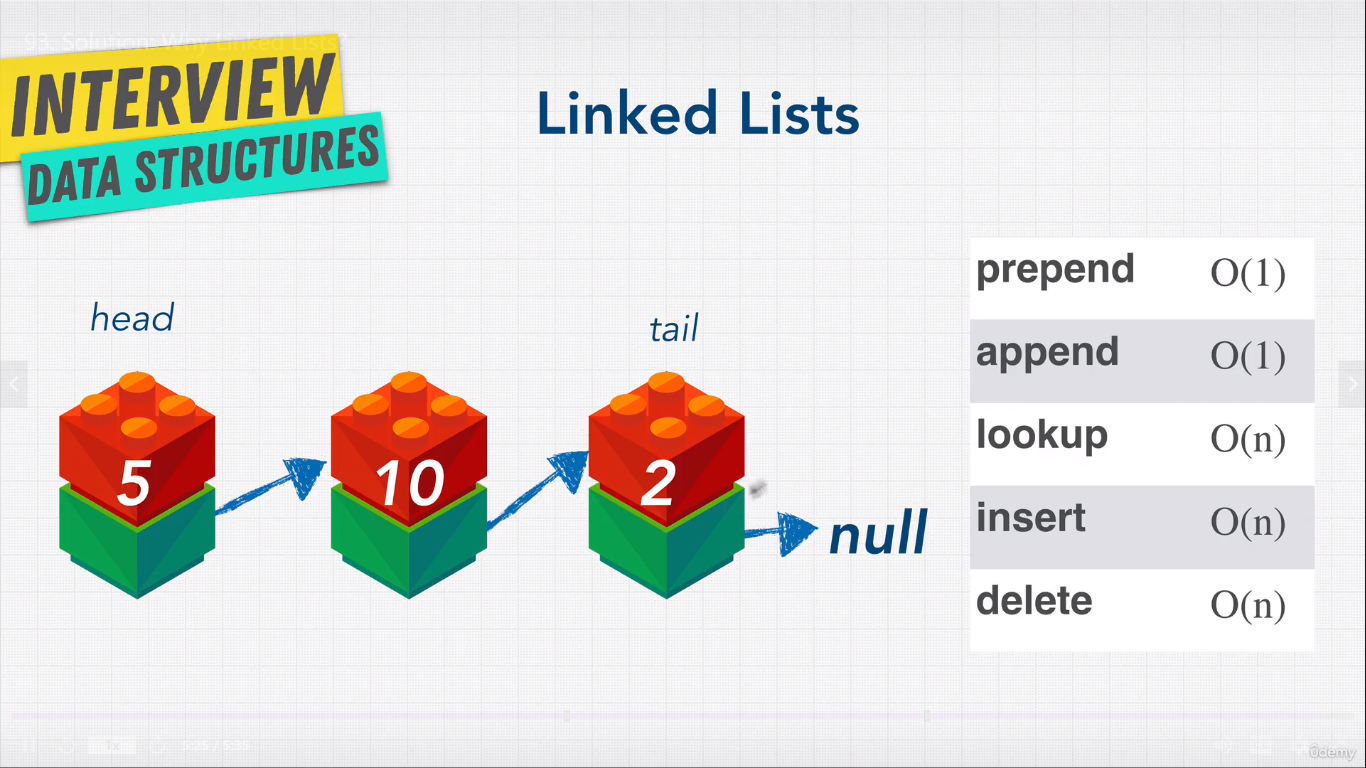 93. Solution: Why Linked Lists?
INTERVIEW
DATA STRUCTURES
Linked Lists
head
tail
5
10
2
null
prepend O(1)
append O(1)
lookup O(n)
insert O(n)
delete O(n)
1x
5:25 / 5:35
ûdemy